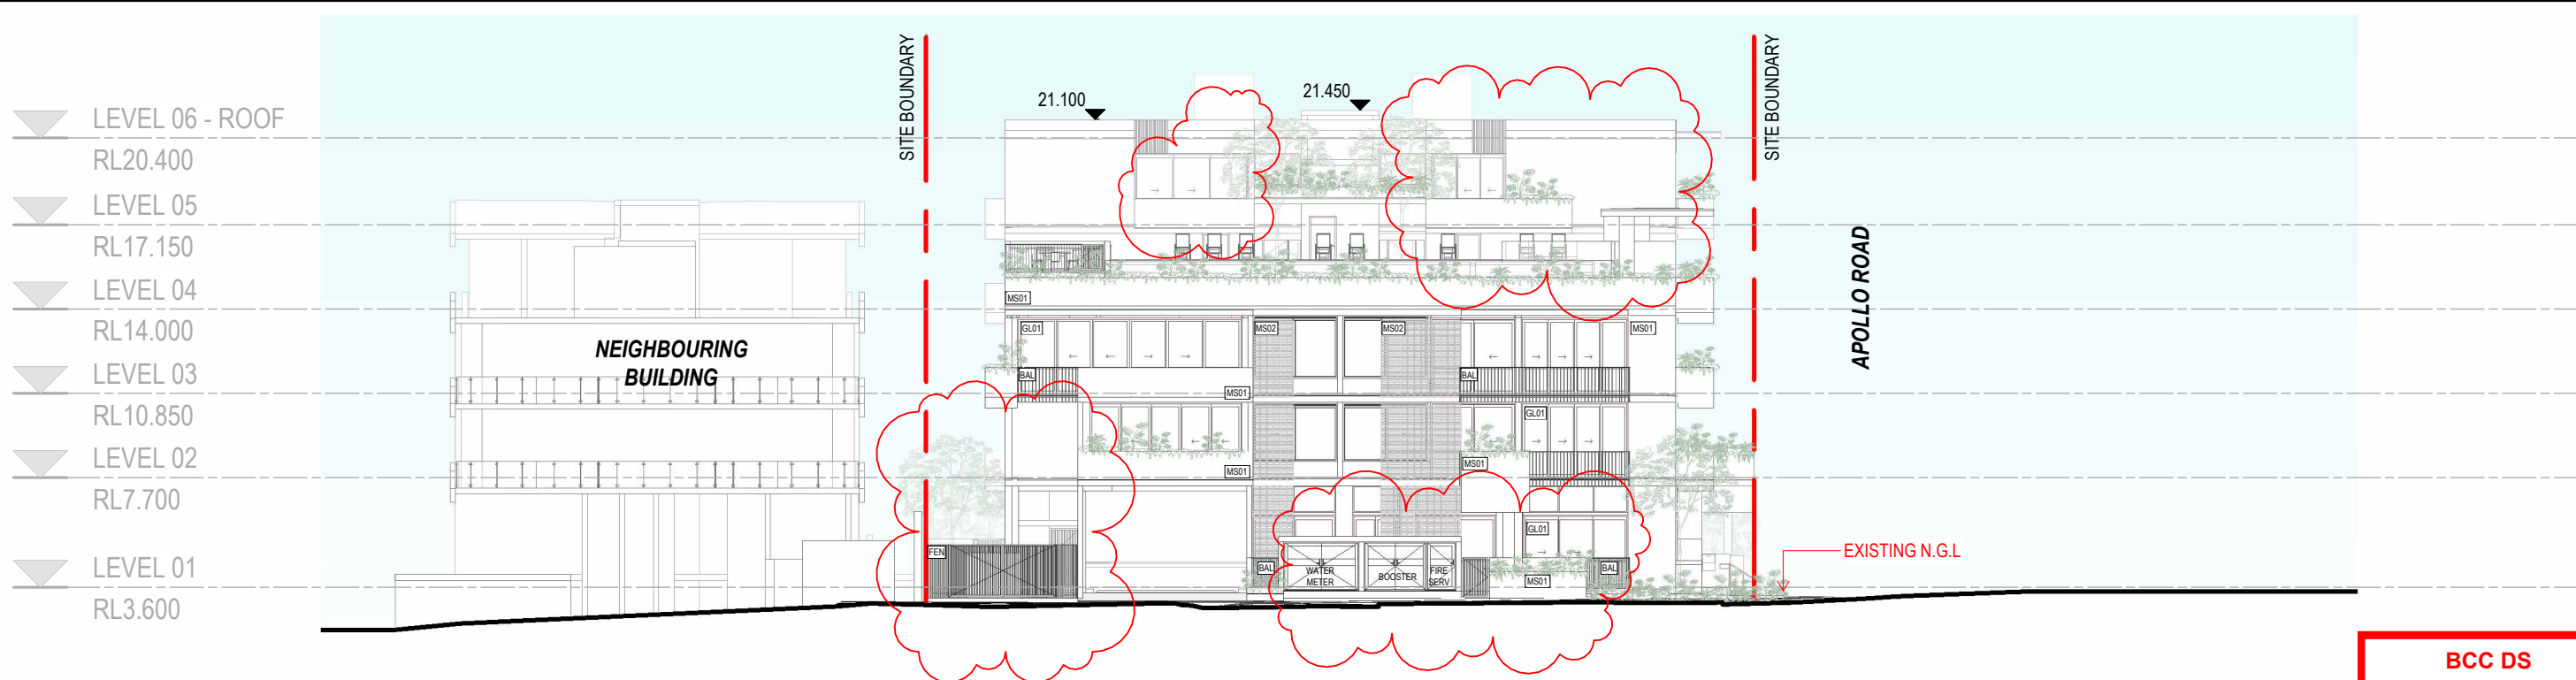 SITE BOUNDARY
SITE BOUNDARY
21.100
21.450
LEVEL 06 - ROOF
RL20.400
LEVEL 05
RL17.150
LEVEL 04
RL14.000
LEVEL 03
RL10.850
LEVEL 02
RL7.700
LEVEL 01
RL3.600
NEIGHBOURING
BUILDING
APOLLO ROAD
MS01
GL01
MS02
MS02
MS01
BAL
BAL
MS01
GL01
MS01
MS01
GL01
FEN
BAL
WATER
METER
BOOSTER
FIRE
SERV
MS01
BAL
EXISTING N.G.L
BCC DS